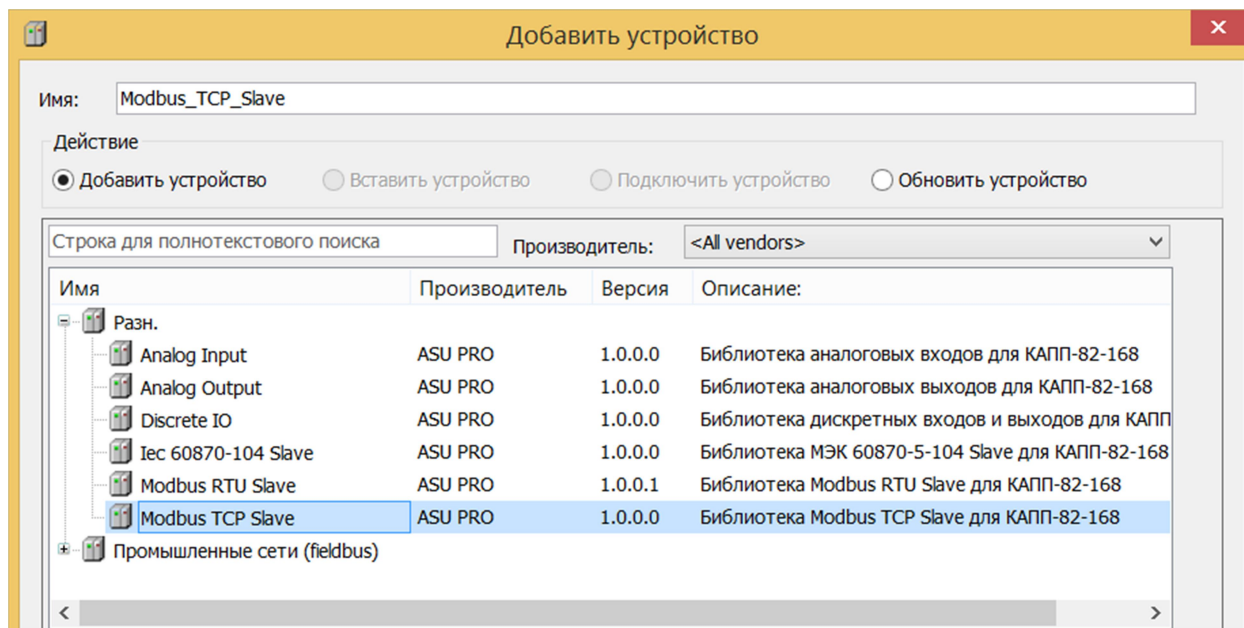 Добавить устройство
Имя: Modbus_TCP_Slave
Действие
Добавить устройство Вставить устройство Подключить устройство Обновить устройство
Строка для полнотекстового поиска Производитель: <All vendors>
Имя Производитель Версия Описание:
Разн.
Analog Input ASU PRO 1.0.0.0 Библиотека аналоговых входов для КАПП-82-168
Analog Output ASU PRO 1.0.0.0 Библиотека аналоговых выходов для КАПП-82-168
Discrete IO ASU PRO 1.0.0.0 Библиотека дискретных входов и выходов для КАПП
Iec 60870-104 Slave ASU PRO 1.0.0.0 Библиотека МЭК 60870-5-104 Slave для КАПП-82-168
Modbus RTU Slave ASU PRO 1.0.0.1 Библиотека Modbus RTU Slave для КАПП-82-168
Modbus TCP Slave ASU PRO 1.0.0.0 Библиотека Modbus TCP Slave для КАПП-82-168
Промышленные сети (fieldbus)